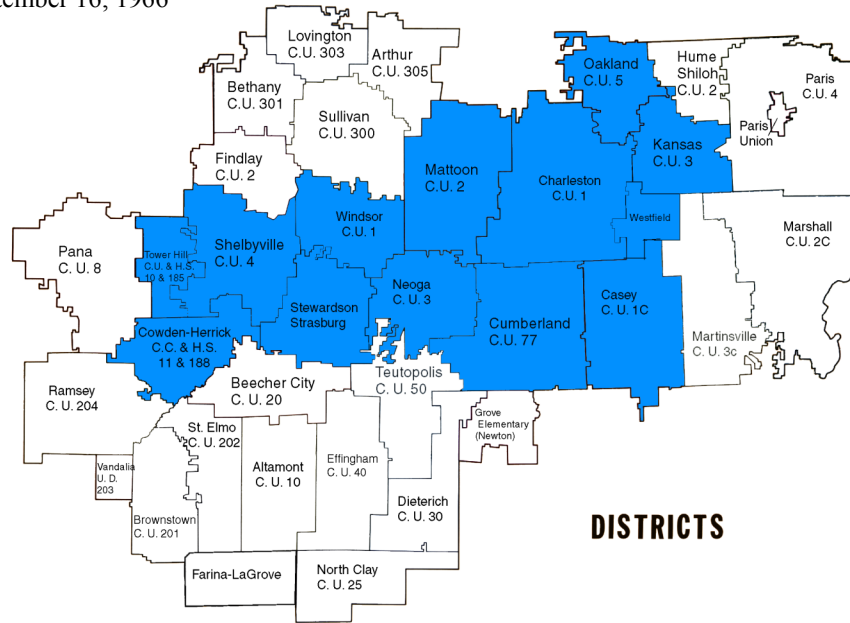 16, 1966
Lovington
C.U. 303
Arthur
C.U. 305
Bethany
C.U. 301
Sullivan
C.U. 300
Findlay
C.U. 2
Oakland
C.U. 5
Hume
Shiloh
C.U. 2
Paris
C.U. 4
Paris
Union
Kansas
C.U. 3
Mattoon
C.U. 2
Charleston
C.U. 1
Westfield
Marshall
C.U. 2C
Windsor
C.U. 1
Shelbyville
C.U. 4
Tower Hill
C.U. & H.S.
10 & 185
Pana
C. U. 8
Neoga
C. U. 3
Stewardson
Strasburg
Casey
C. U. 1C
Cumberland
C.U. 77
Martinsville
C. U. 3c
Cowden-Herrick
C.C. & H.S.
11 & 188
Teutopolis
C. U. 50
Beecher City
C. U. 20
Ramsey
C.U. 204
Grove
Elementary
(Newton)
St. Elmo
C. U. 202
Effingham
C. U. 40
Altamont
C. U. 10
Vandalia
U. D.
203
Dieterich
C. U. 30
Brownstown
C. U. 201
DISTRICTS
Farina-LaGrove
North Clay
C. U. 25